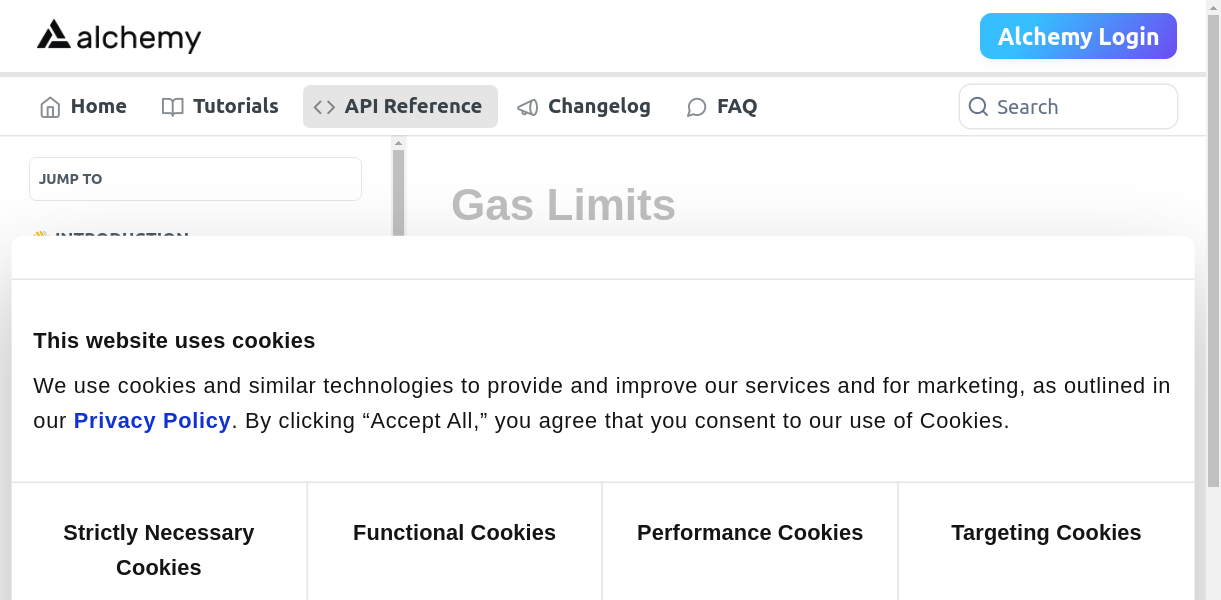 alchemy
Alchemy Login
Home
Tutorials
API Reference
Changelog
FAQ
Search
JUMP TO
Gas Limits
INTRODUCTION
This website uses cookies
We use cookies and similar technologies to provide and improve our services and for marketing, as outlined in
our Privacy Policy. By clicking “Accept All,” you agree that you consent to our use of Cookies.
Strictly Necessary
Cookies
Functional Cookies
Performance Cookies
Targeting Cookies